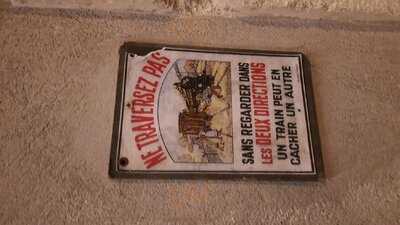 NE TRAVERSEZ PAS
SANS REGARDER DANS
LES DEUX DIRECTIONS
UN TRAIN PEUT EN
CACHER UN AUTRE